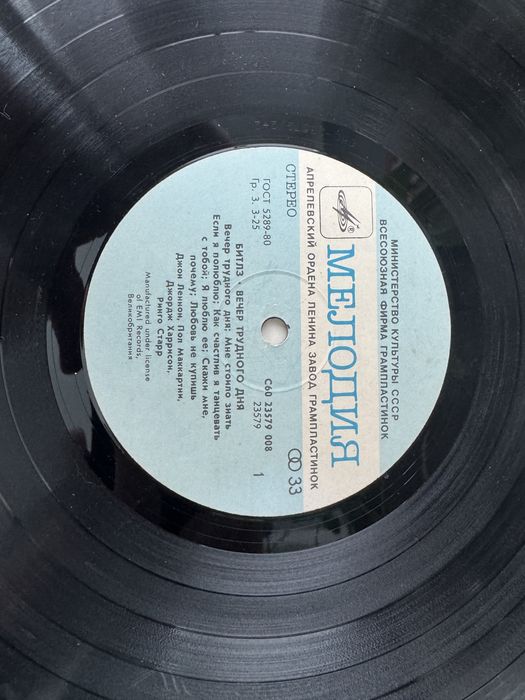 МИНИСТЕРСТВО КУЛЬТУРЫ СССР
ВСЕСОЮЗНАЯ ФИРМА ГРАМПЛАСТИНОК
® МЕЛОДИЯ
АПРЕЛЕВСКИЙ ОРДЕНА ЛЕНИНА ЗАВОД ГРАМПЛАСТИНОК
СТЕРЕО
33
ГОСТ 5289-80
Гр. 3. 3-25
С60 23579 008
23579
1
БИТЛЗ · ВЕЧЕР ТРУДНОГО ДНЯ
Вечер трудного дня; Мне стоило знать
Если я полюблю; Как счастлив я танцевать
с тобой; Я люблю ее; Скажи мне,
почему; Любовь не купишь
Джон Леннон, Пол Маккартни,
Джордж Харрисон,
Ринго Старр
Manufactured under license
of EMI Records,
Великобритания